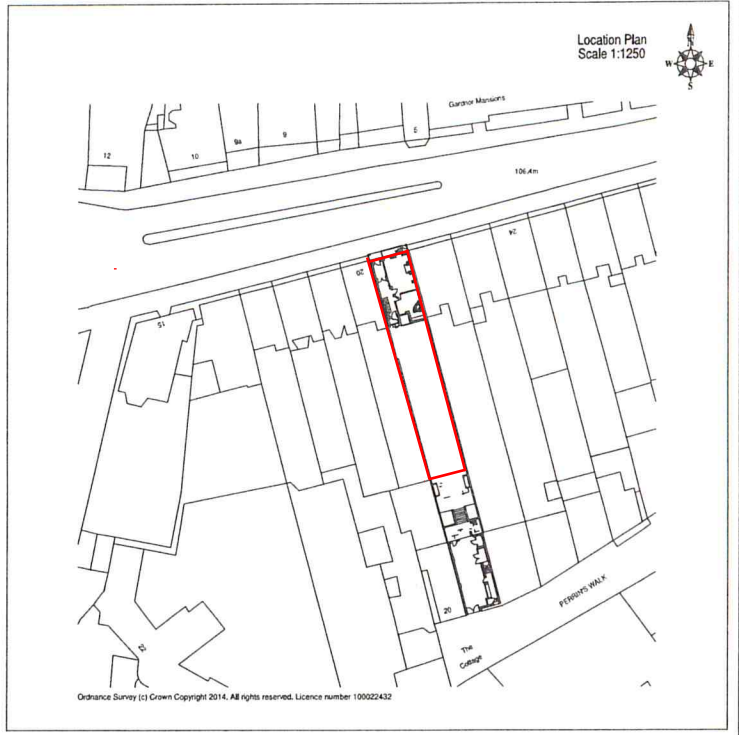 Location Plan
Scale 1:1250
N
W E
S
Gardnor Mansions
12
10
9a
9
5
106.4m
24
20
15
22
20
PERRIN'S WALK
The
Cottage
Ordnance Survey (c) Crown Copyright 2014. All rights reserved. Licence number 100022432